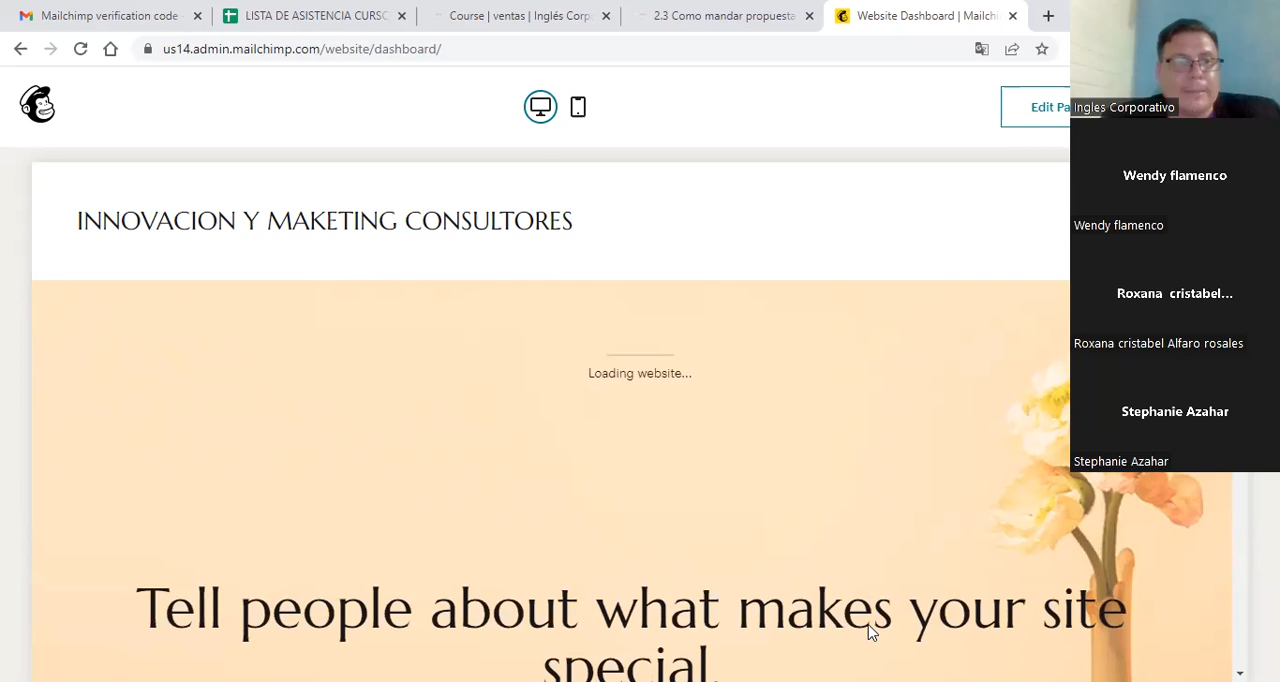 Mailchimp verification code
LISTA DE ASISTENCIA CURSO
Course | ventas | Inglés Corp
2.3 Como mandar propuesta
Website Dashboard | Mailchi
us14.admin.mailchimp.com/website/dashboard/
Edit Pa
Ingles Corporativo
INNOVACION Y MAKETING CONSULTORES
Loading website...
Tell people about what makes your site
special.
Wendy flamenco
Wendy flamenco
Roxana cristabel...
Roxana cristabel Alfaro rosales
Stephanie Azahar
Stephanie Azahar